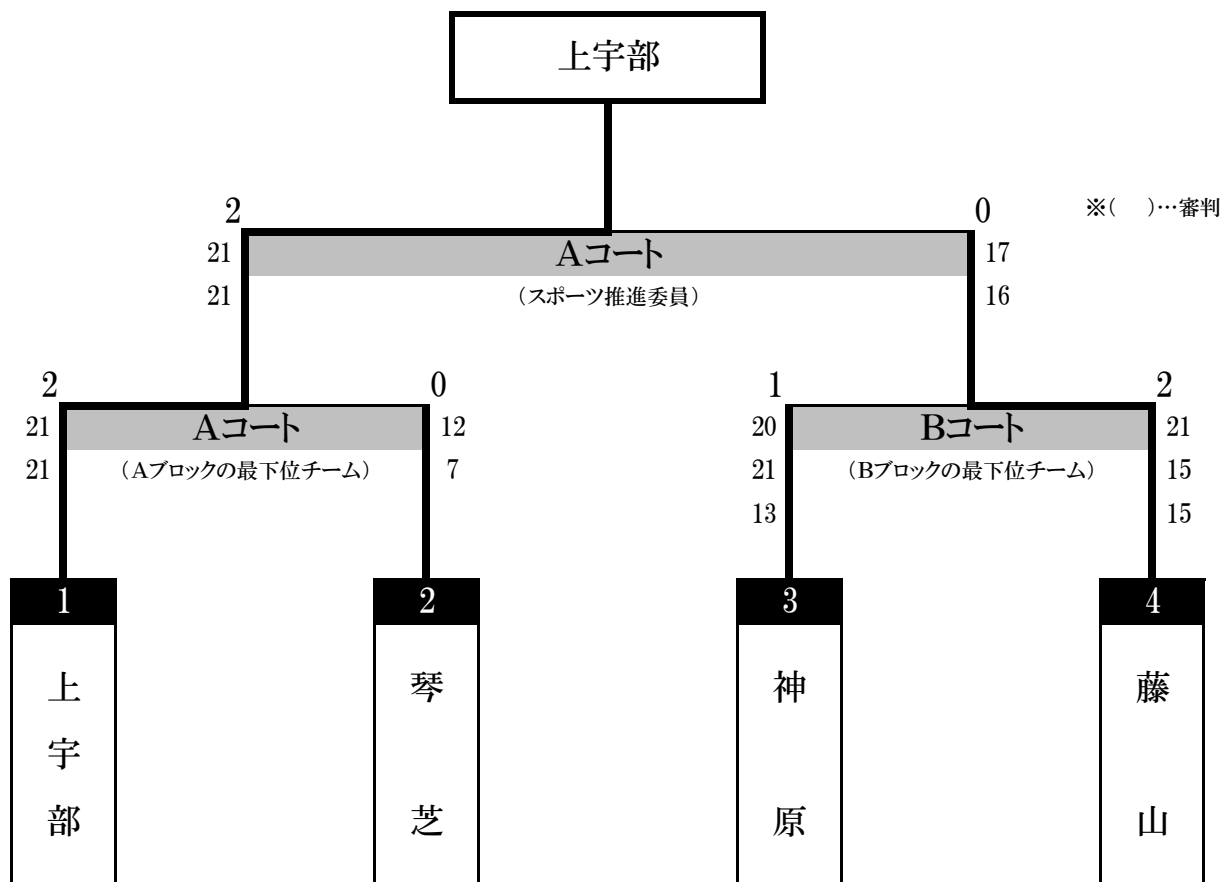 上宇部
2
0
※(　)…審判
21
Aコート
17
21
（スポーツ推進委員）
16
2
0
1
2
21
Aコート
12
20
Bコート
21
21
（Aブロックの最下位チーム）
7
21
（Bブロックの最下位チーム）
15
13
15
1
2
3
4
上宇部
琴芝
神原
藤山